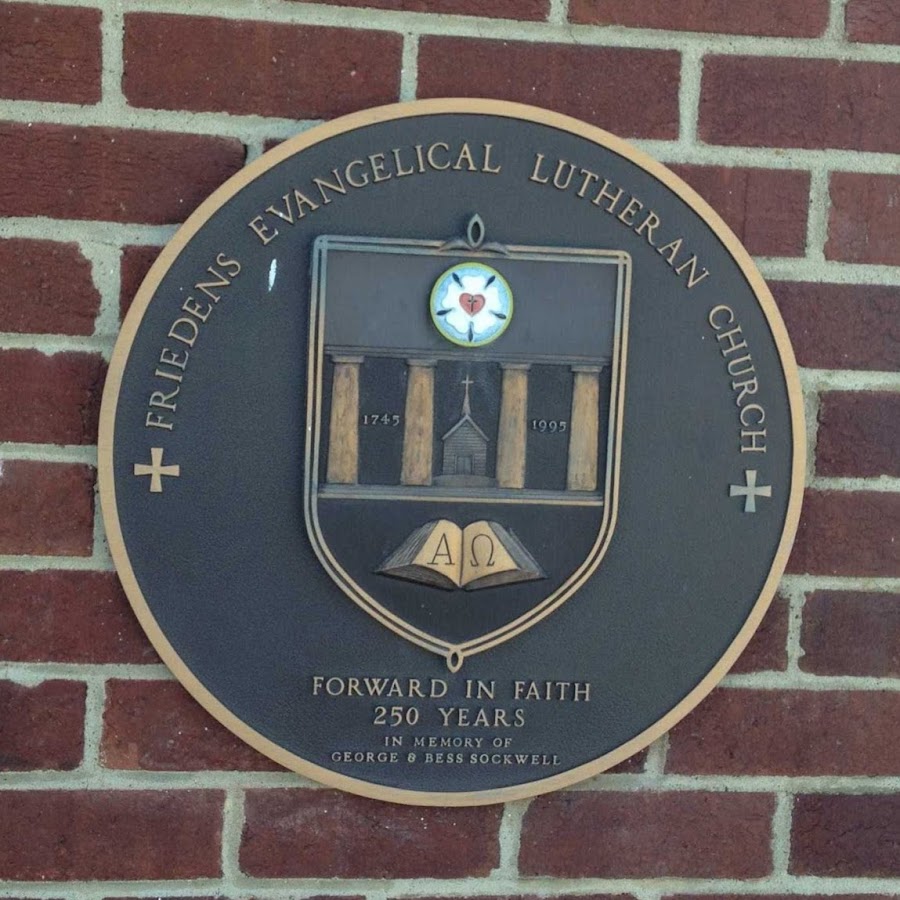 FRIEDENS EVANGELICAL LUTHERAN CHURCH
1745 1995
A Ω
FORWARD IN FAITH
250 YEARS
IN MEMORY OF
GEORGE & BESS SOCKWELL